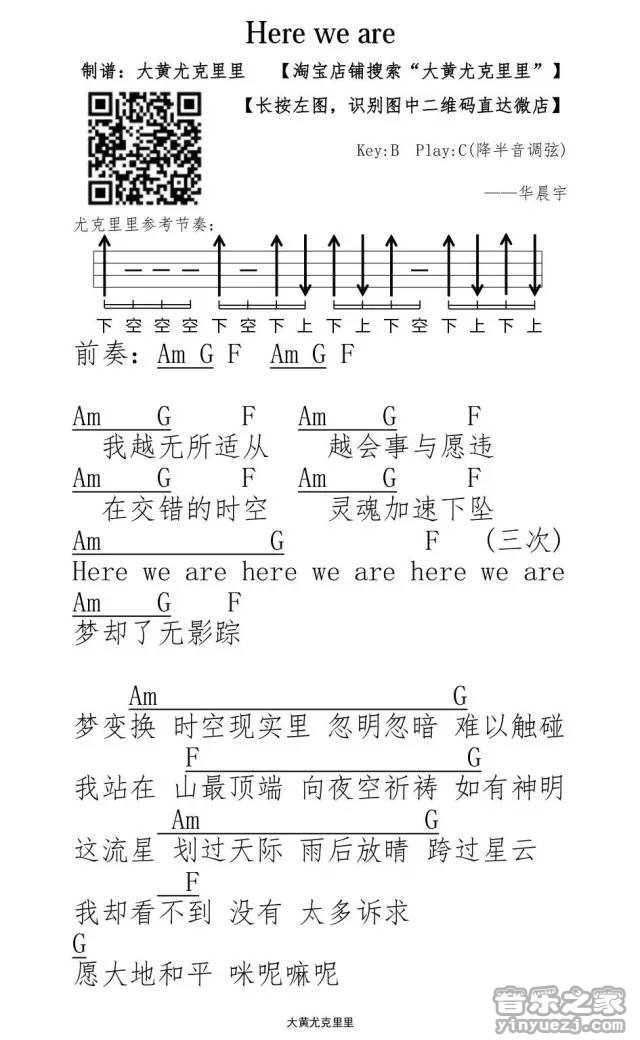 Here we are
制谱：大黄尤克里里 【淘宝店铺搜索“大黄尤克里里”】
【长按左图，识别图中二维码直达微店】
Key:B Play:C(降半音调弦)
——华晨宇
尤克里里参考节奏：
下 空 空 空 下 空 下 上 下 上 下 空 下 上 下 上
前奏：Am G F Am G F
Am G F Am G F
我越无所适从 越会事与愿违
Am G F Am G F
在交错的时空 灵魂加速下坠
Am G F (三次)
Here we are here we are here we are
Am G F
梦却了无影踪
Am G
梦变换 时空现实里 忽明忽暗 难以触碰
F G
我站在 山最顶端 向夜空祈祷 如有神明
Am G
这流星 划过天际 雨后放晴 跨过星云
F
我却看不到 没有 太多诉求
G
愿大地和平 咪呢嘛呢
大黄尤克里里
音乐之家
yinyuezj.com